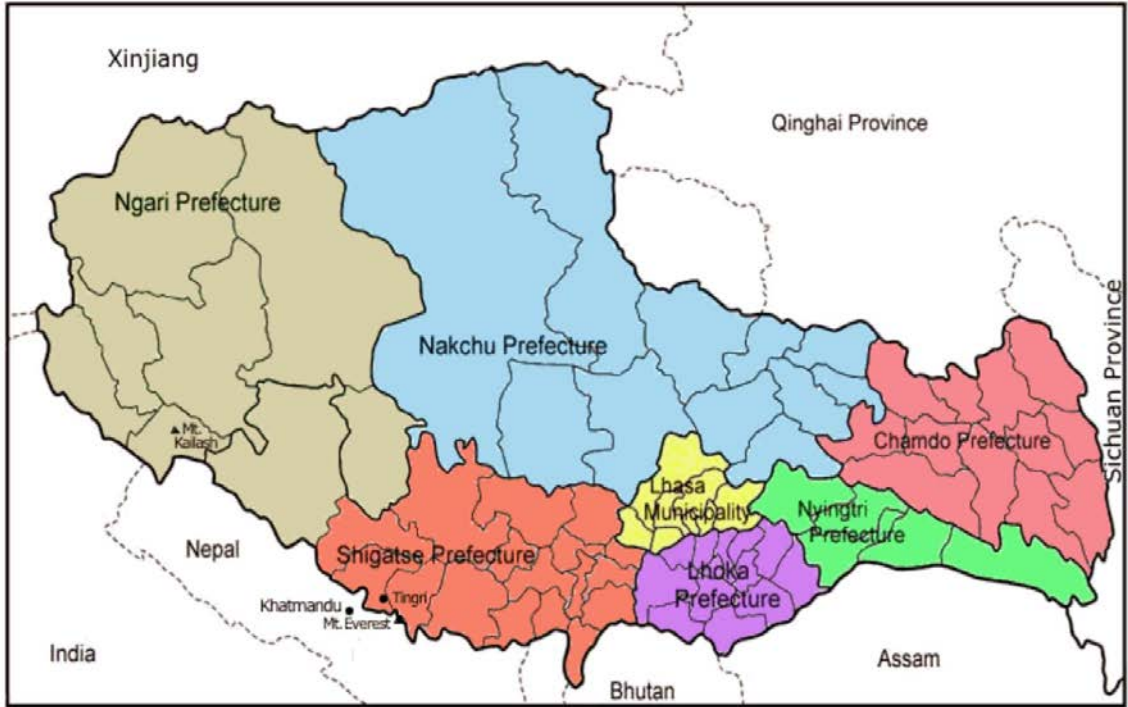 Xinjiang
Qinghai Province
Ngari Prefecture
Sichuan Province
Nakchu Prefecture
Mt.
Kailash
Chamdo Prefecture
Lhasa
Municipality
Nyingtri
Prefecture
Nepal
Shigatse Prefecture
Lhoka
Prefecture
Tingri
Khatmandu
Mt. Everest
India
Assam
Bhutan